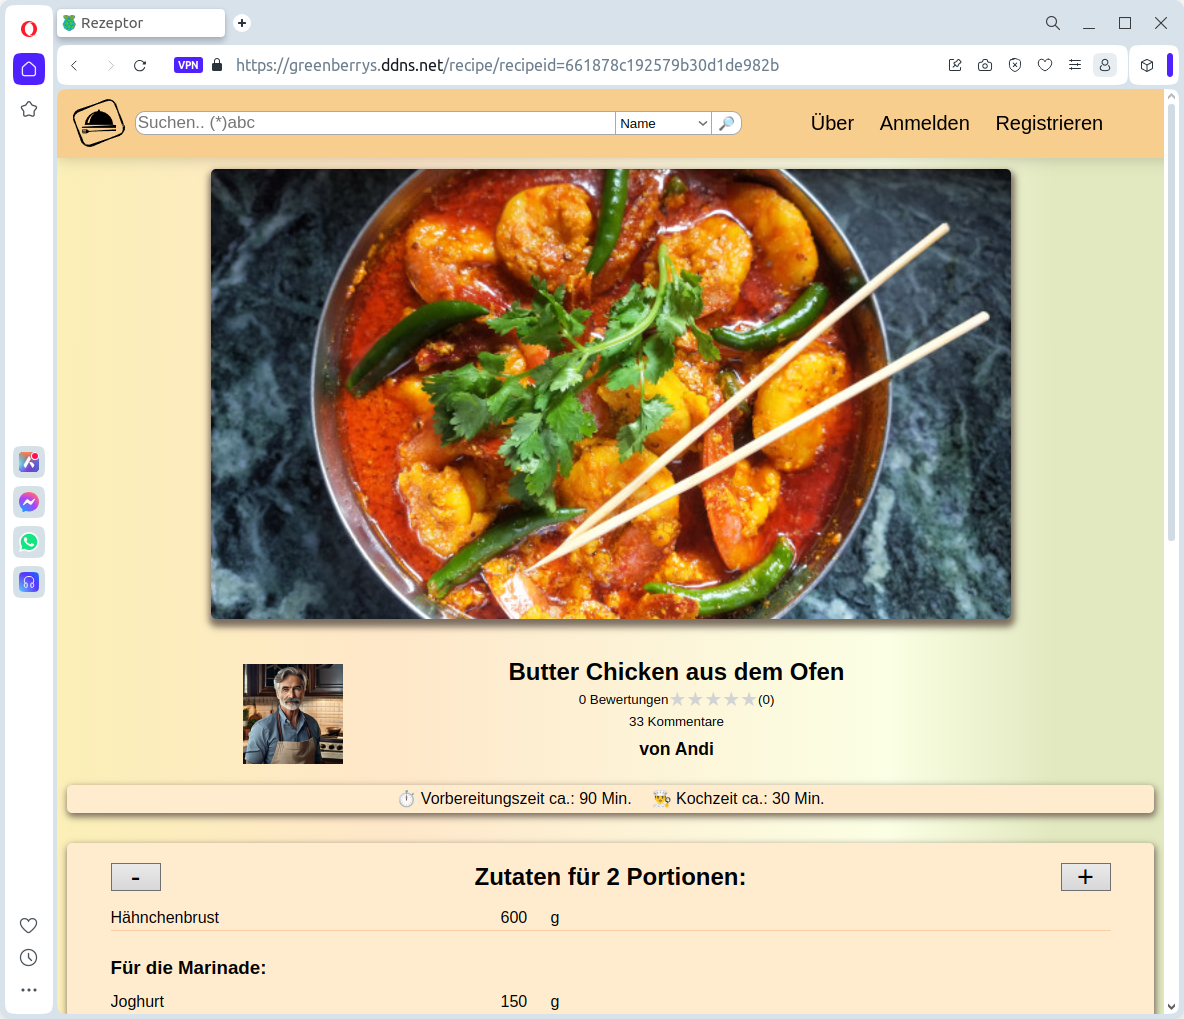 Rezeptor
VPN https://greenberrys.ddns.net/recipe/recipeid=661878c192579b30d1de982b
Suchen.. (*)abc Name Über Anmelden Registrieren
Butter Chicken aus dem Ofen
0 Bewertungen ★★★★★(0)
33 Kommentare
von Andi
Vorbereitungszeit ca.: 90 Min. Kochzeit ca.: 30 Min.
- Zutaten für 2 Portionen: +
Hähnchenbrust 600 g
Für die Marinade:
Joghurt 150 g